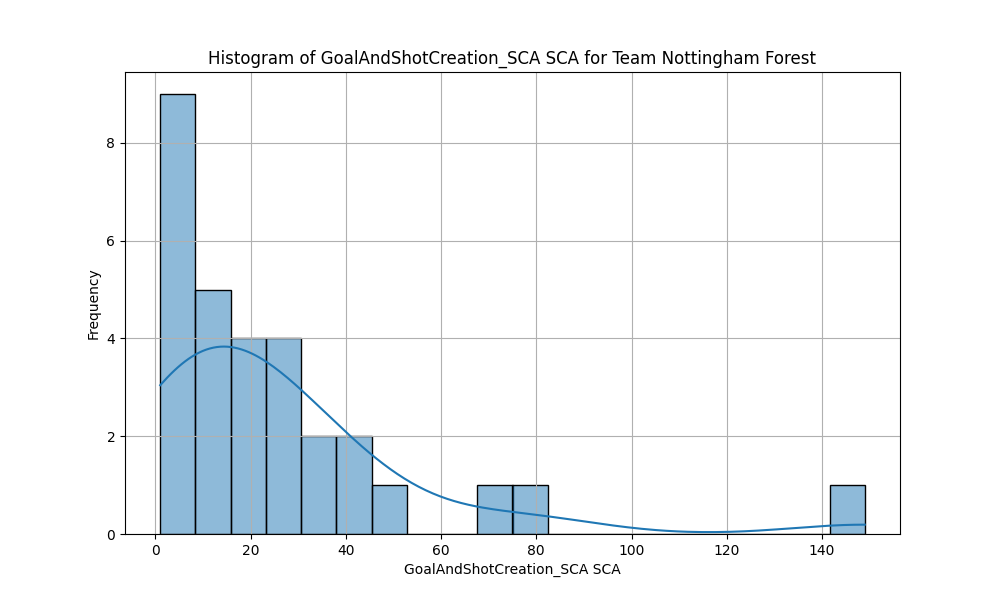 Histogram of GoalAndShotCreation_SCA SCA for Team Nottingham Forest
8
6
4
2
0
Frequency
0 20 40 60 80 100 120 140
GoalAndShotCreation_SCA SCA